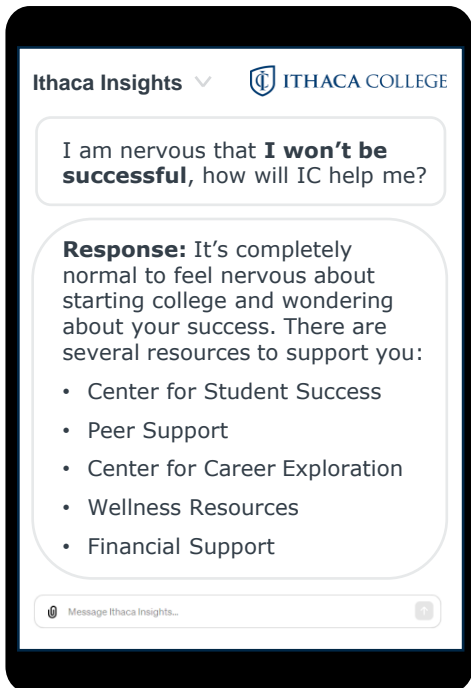 Ithaca Insights
ITHACA COLLEGE
I am nervous that I won't be
successful, how will IC help me?
Response: It's completely
normal to feel nervous about
starting college and wondering
about your success. There are
several resources to support you:
• Center for Student Success
• Peer Support
• Center for Career Exploration
• Wellness Resources
• Financial Support
Message Ithaca Insights...